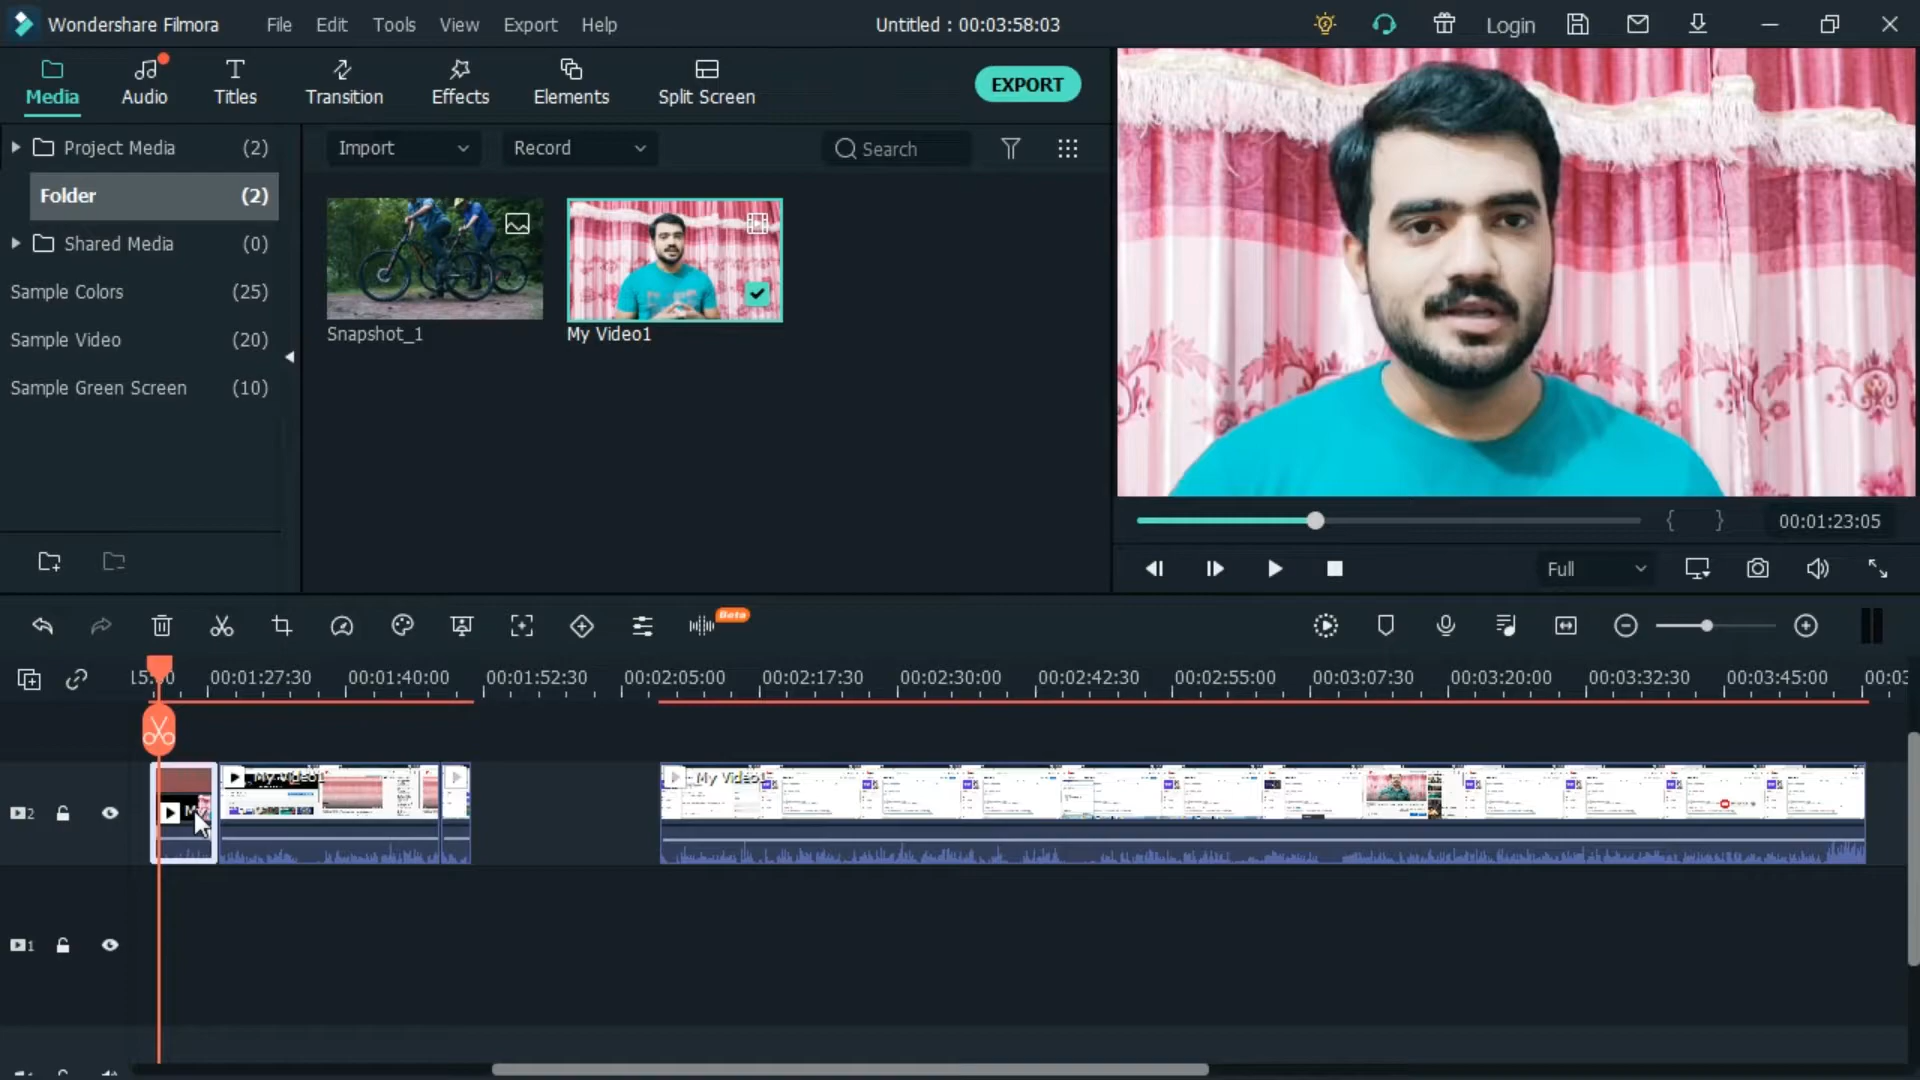 Wondershare Filmora File Edit Tools View Export Help Untitled : 00:03:58:03 Login
Media Audio Titles Transition Effects Elements Split Screen EXPORT
Project Media (2) Import Record Search
Folder (2)
Shared Media (0)
Sample Colors (25)
Sample Video (20)
Sample Green Screen (10)
Snapshot_1 My Video1
00:01:23:05
Full
Beta
00:01:27:30 00:01:40:00 00:01:52:30 00:02:05:00 00:02:17:30 00:02:30:00 00:02:42:30 00:02:55:00 00:03:07:30 00:03:20:00 00:03:32:30 00:03:45:00
My Video1 My Video1
2
1